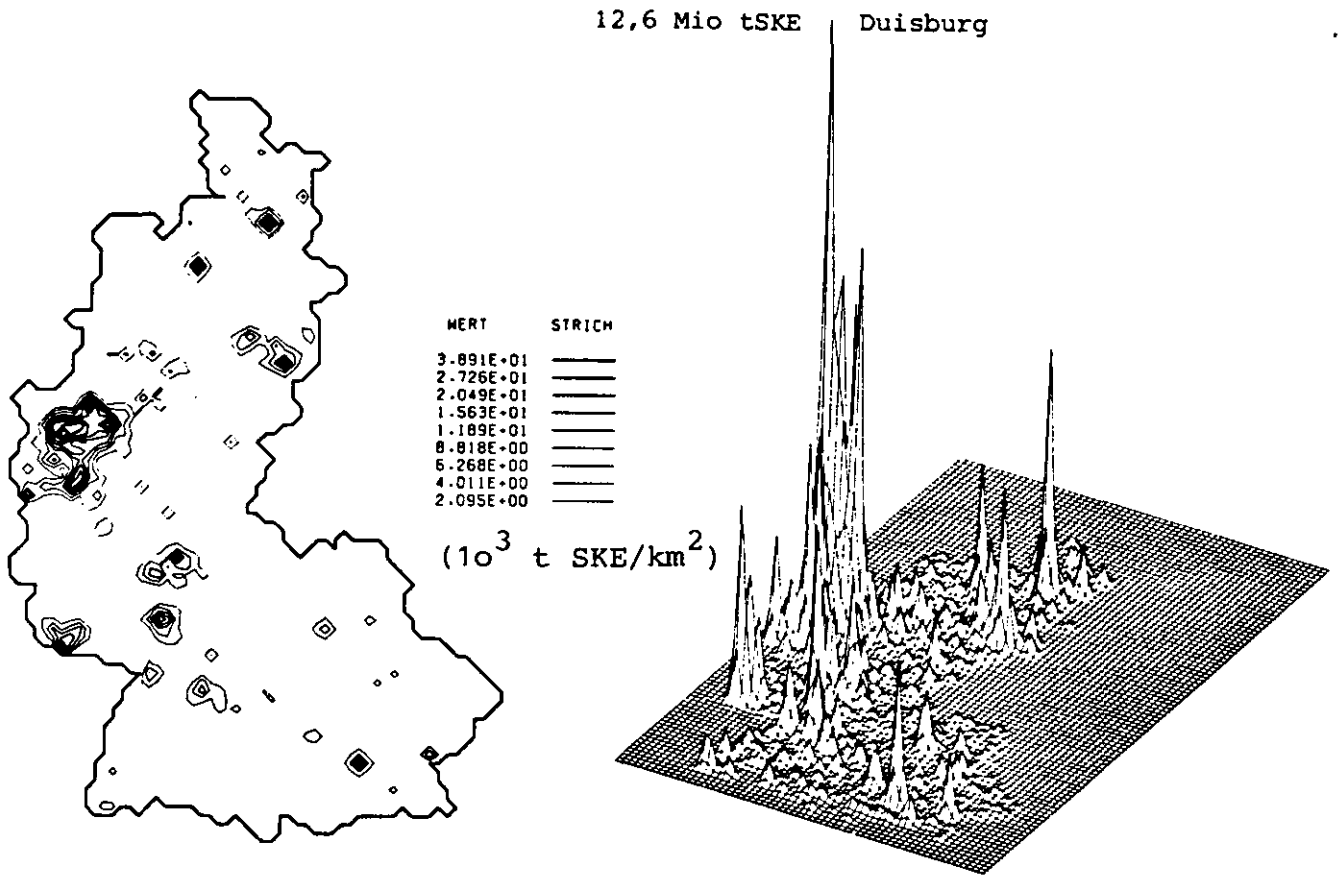 12,6 Mio tSKE Duisburg
WERT STRICH
3.891E+01
2.726E+01
2.049E+01
1.563E+01
1.189E+01
8.818E+00
6.268E+00
4.011E+00
2.095E+00
(1o³ t SKE/km²)